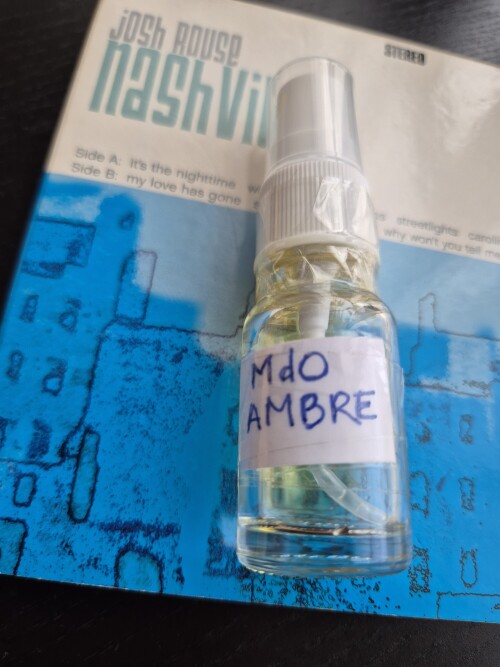 josh rouse
nashvil
STEREO
Side A: it's the nighttime streetlights
Side B: my love has gone why won't you tell me
MdO
AMBRE